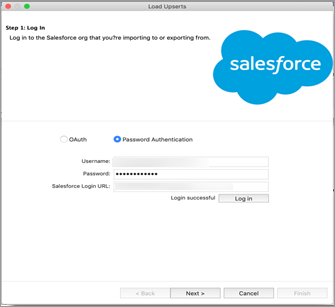 Load Upserts
Step 1: Log In
Log in to the Salesforce org that you?re importing to or exporting from.
salesforce
OAuth
Password Authentication
Username:
Password: ••••••••••••
Salesforce Login URL:
Login successful
Log in
< Back
Next >
Cancel
Finish